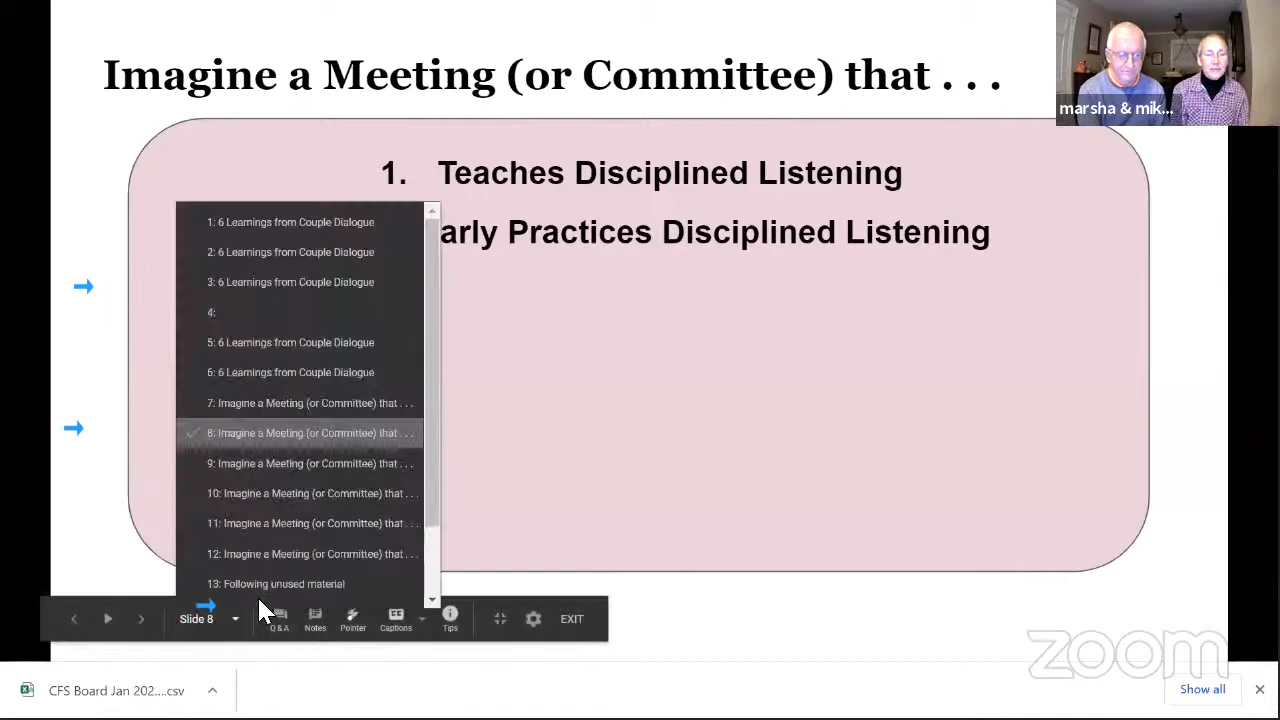 Imagine a Meeting (or Committee) that . . .
marsha & mik...
1. Teaches Disciplined Listening
arly Practices Disciplined Listening
1: 6 Learnings from Couple Dialogue
2: 6 Learnings from Couple Dialogue
3: 6 Learnings from Couple Dialogue
4:
5: 6 Learnings from Couple Dialogue
6: 6 Learnings from Couple Dialogue
7: Imagine a Meeting (or Committee) that . . .
8: Imagine a Meeting (or Committee) that . . .
9: Imagine a Meeting (or Committee) that . . .
10: Imagine a Meeting (or Committee) that . . .
11: Imagine a Meeting (or Committee) that . . .
12: Imagine a Meeting (or Committee) that . . .
13: Following unused material
Slide 8
Q & A
Notes
Pointer
Captions
Tips
EXIT
zoom
CFS Board Jan 202....csv
Show all